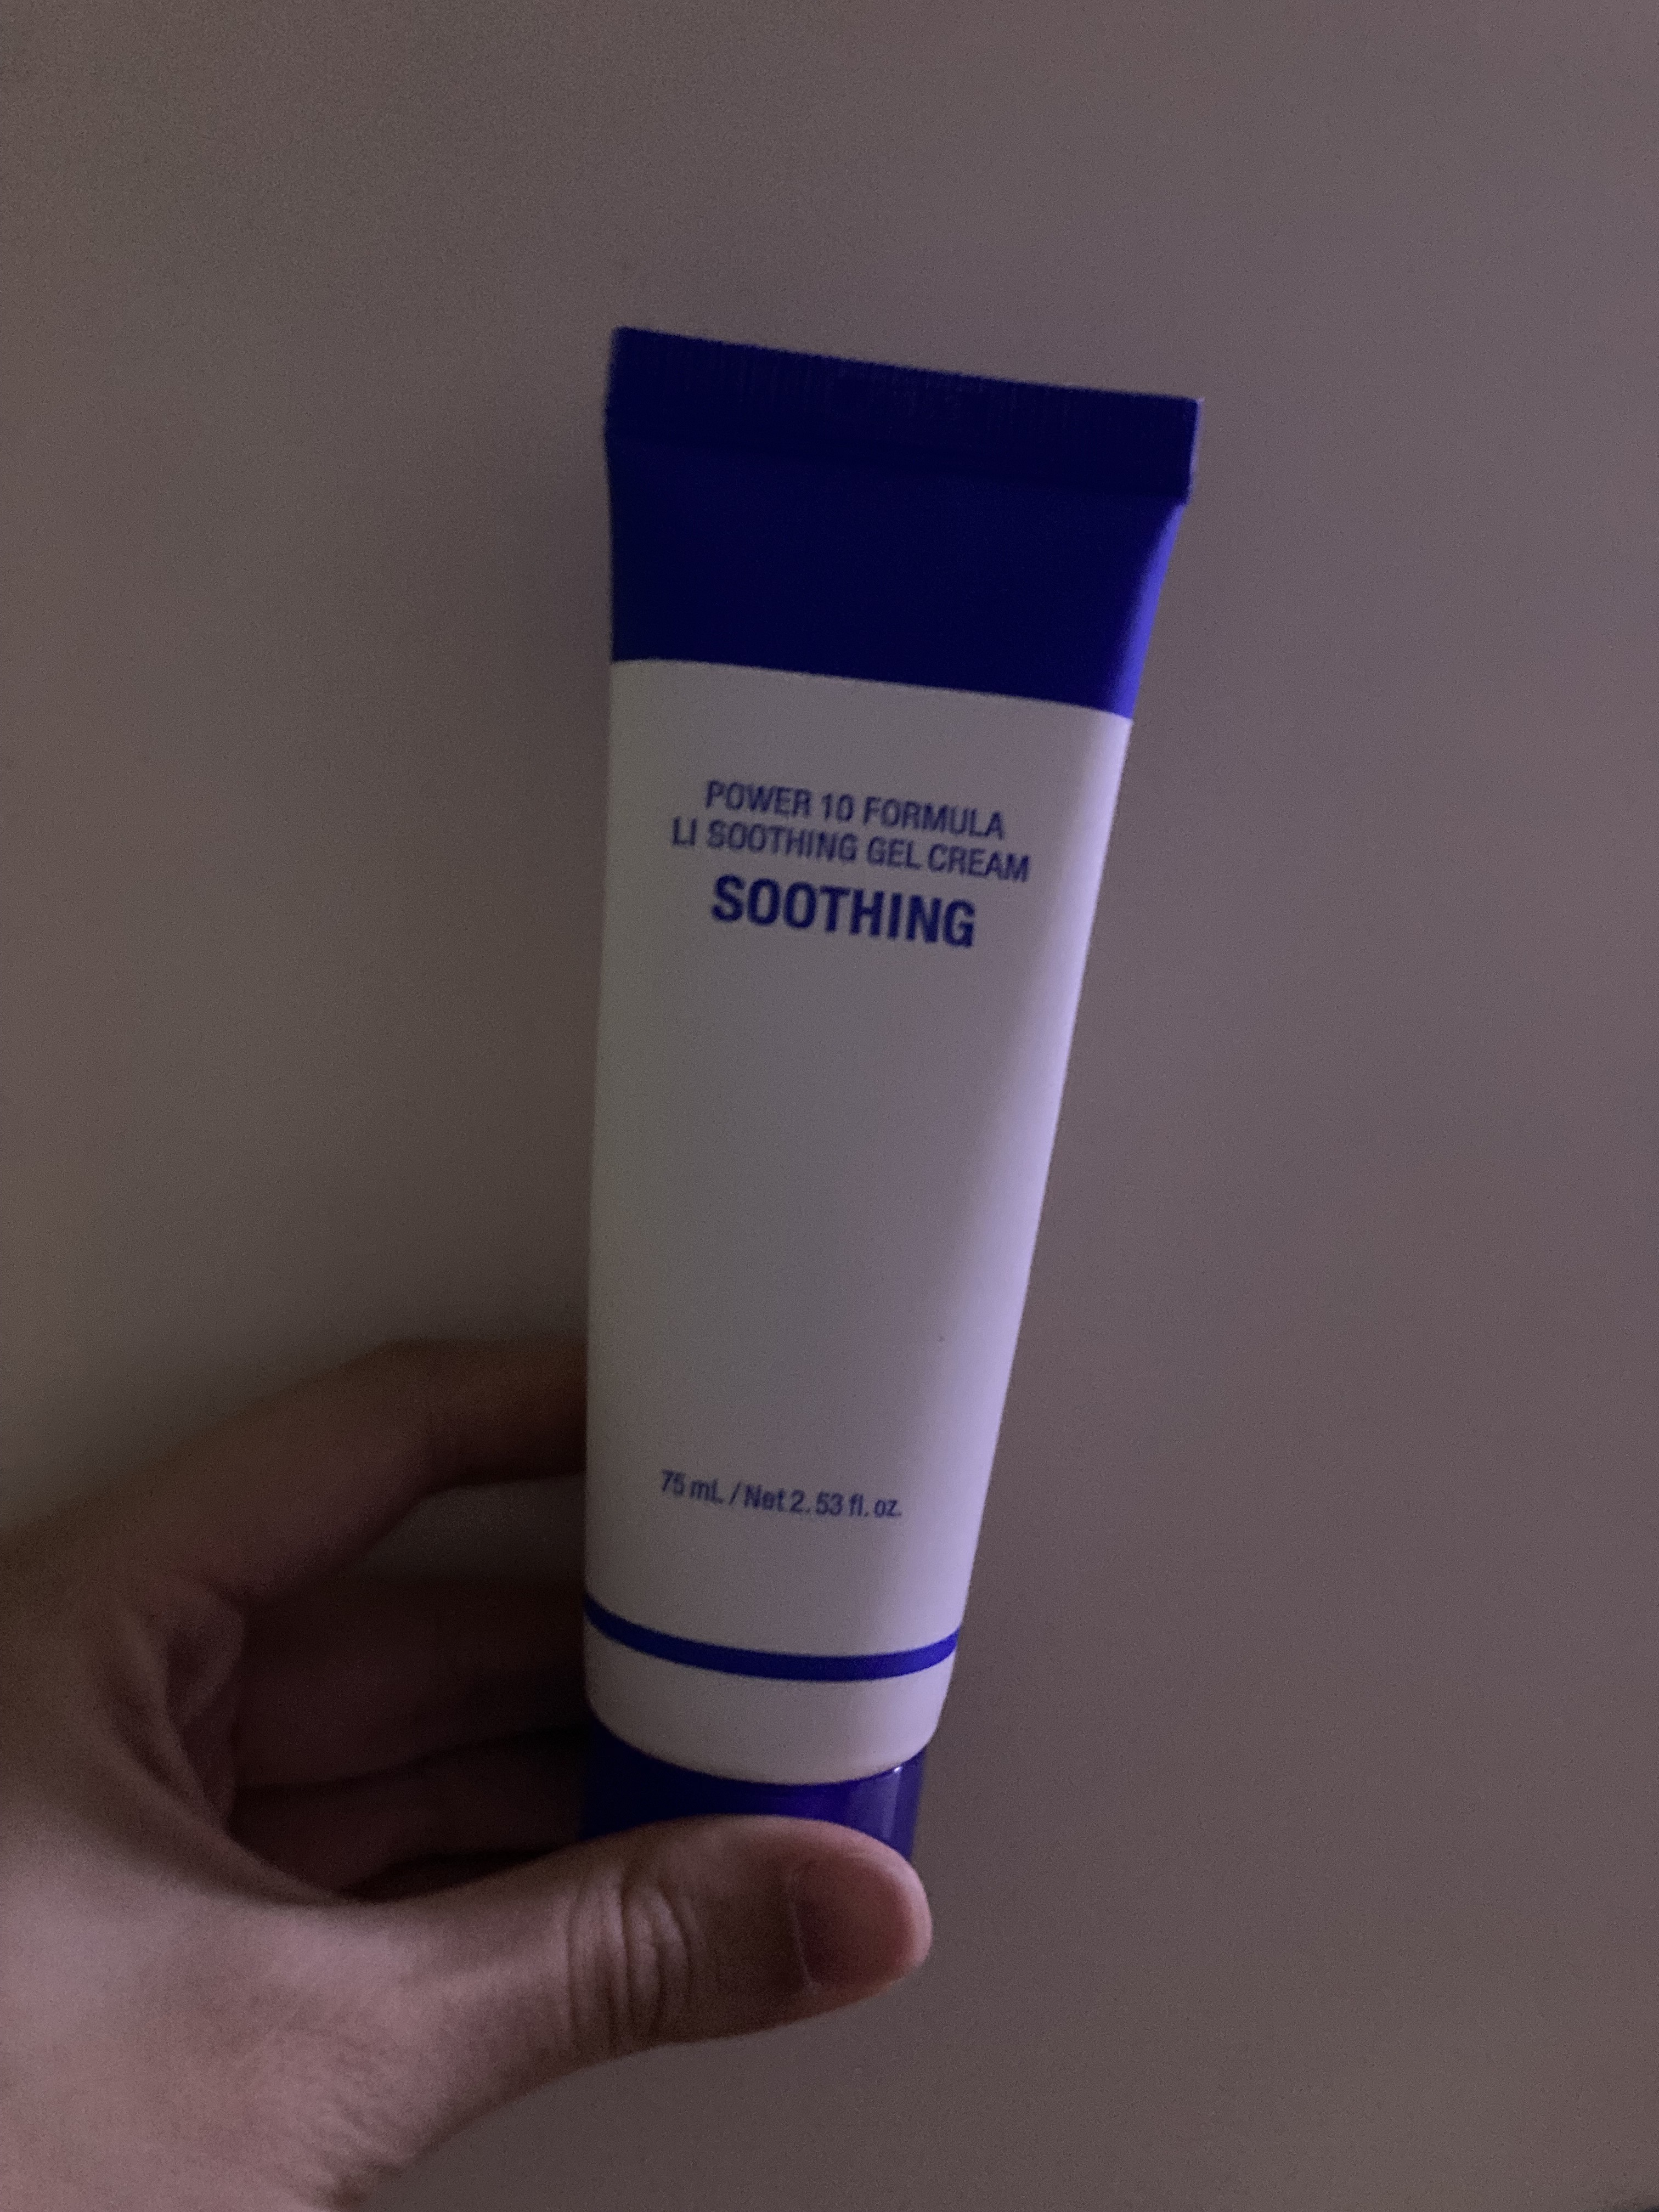 POWER 10 FORMULA
LI SOOTHING GEL CREAM
SOOTHING
75 mL / Net 2.53 fl. oz.